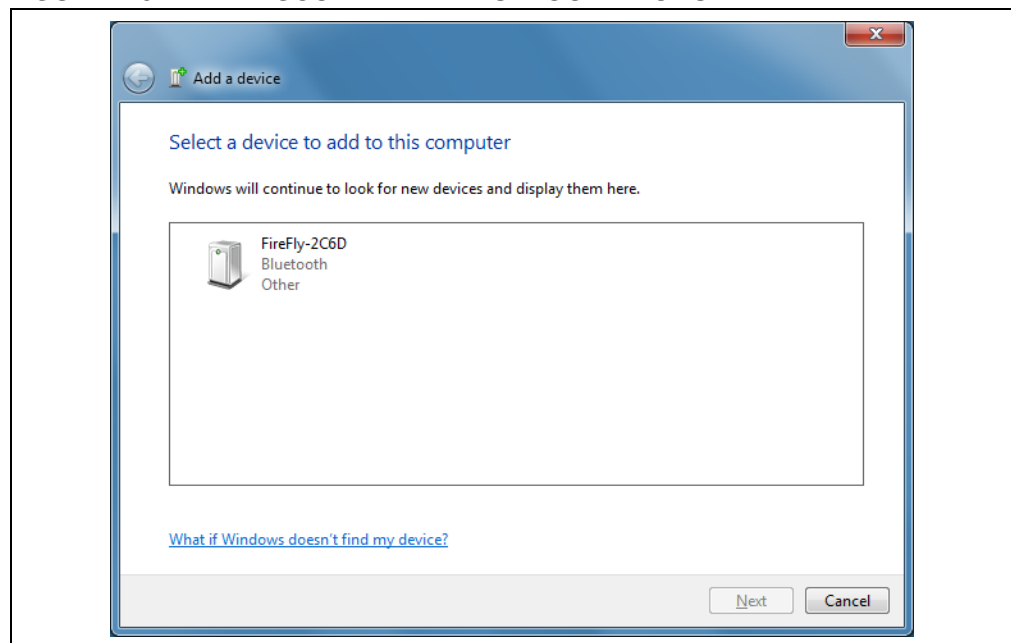 Add a device
Select a device to add to this computer
Windows will continue to look for new devices and display them here.
FireFly-2C6D
Bluetooth
Other
What if Windows doesn't find my device?
Next Cancel